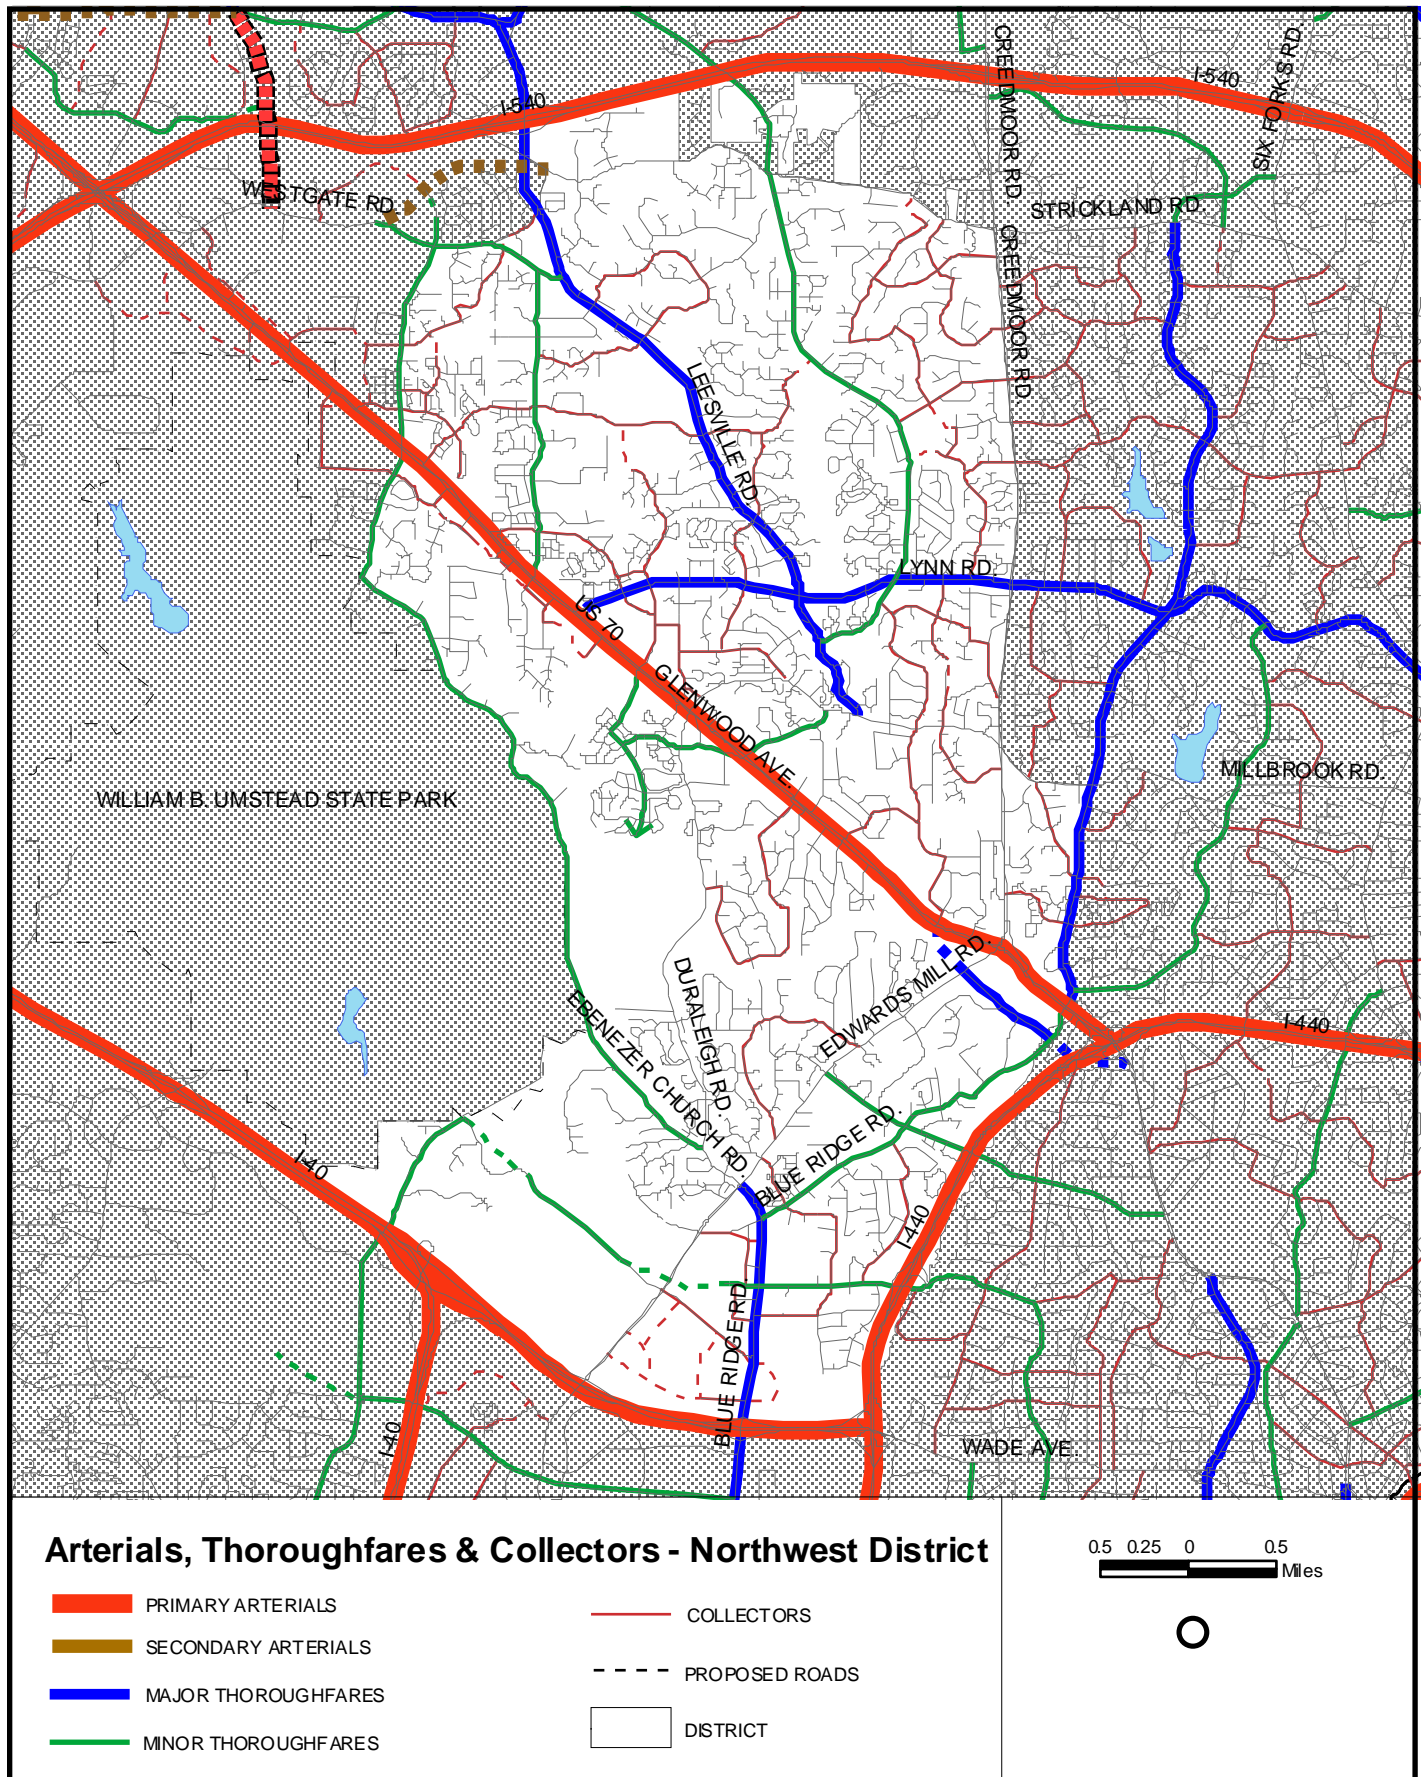 I-540
I-540
CREEDMOOR RD
SIX FORKS RD
WESTGATE RD
STRICKLAND RD
CREEDMOOR RD
LEESVILLE RD.
LYNN RD.
US 70
GLENWOOD AVE.
MILLBROOK RD
WILLIAM B. UMSTEAD STATE PARK
DURALEIGH RD.
EDWARDS MILL RD.
EBENEZER CHURCH RD.
I-440
BLUE RIDGE RD.
I-40
I-440
BLUE RIDGE RD.
I-40
WADE AVE
Arterials, Thoroughfares & Collectors - Northwest District
PRIMARY ARTERIALS
SECONDARY ARTERIALS
MAJOR THOROUGHFARES
MINOR THOROUGHFARES
COLLECTORS
PROPOSED ROADS
DISTRICT
0.5 0.25 0 0.5
Miles